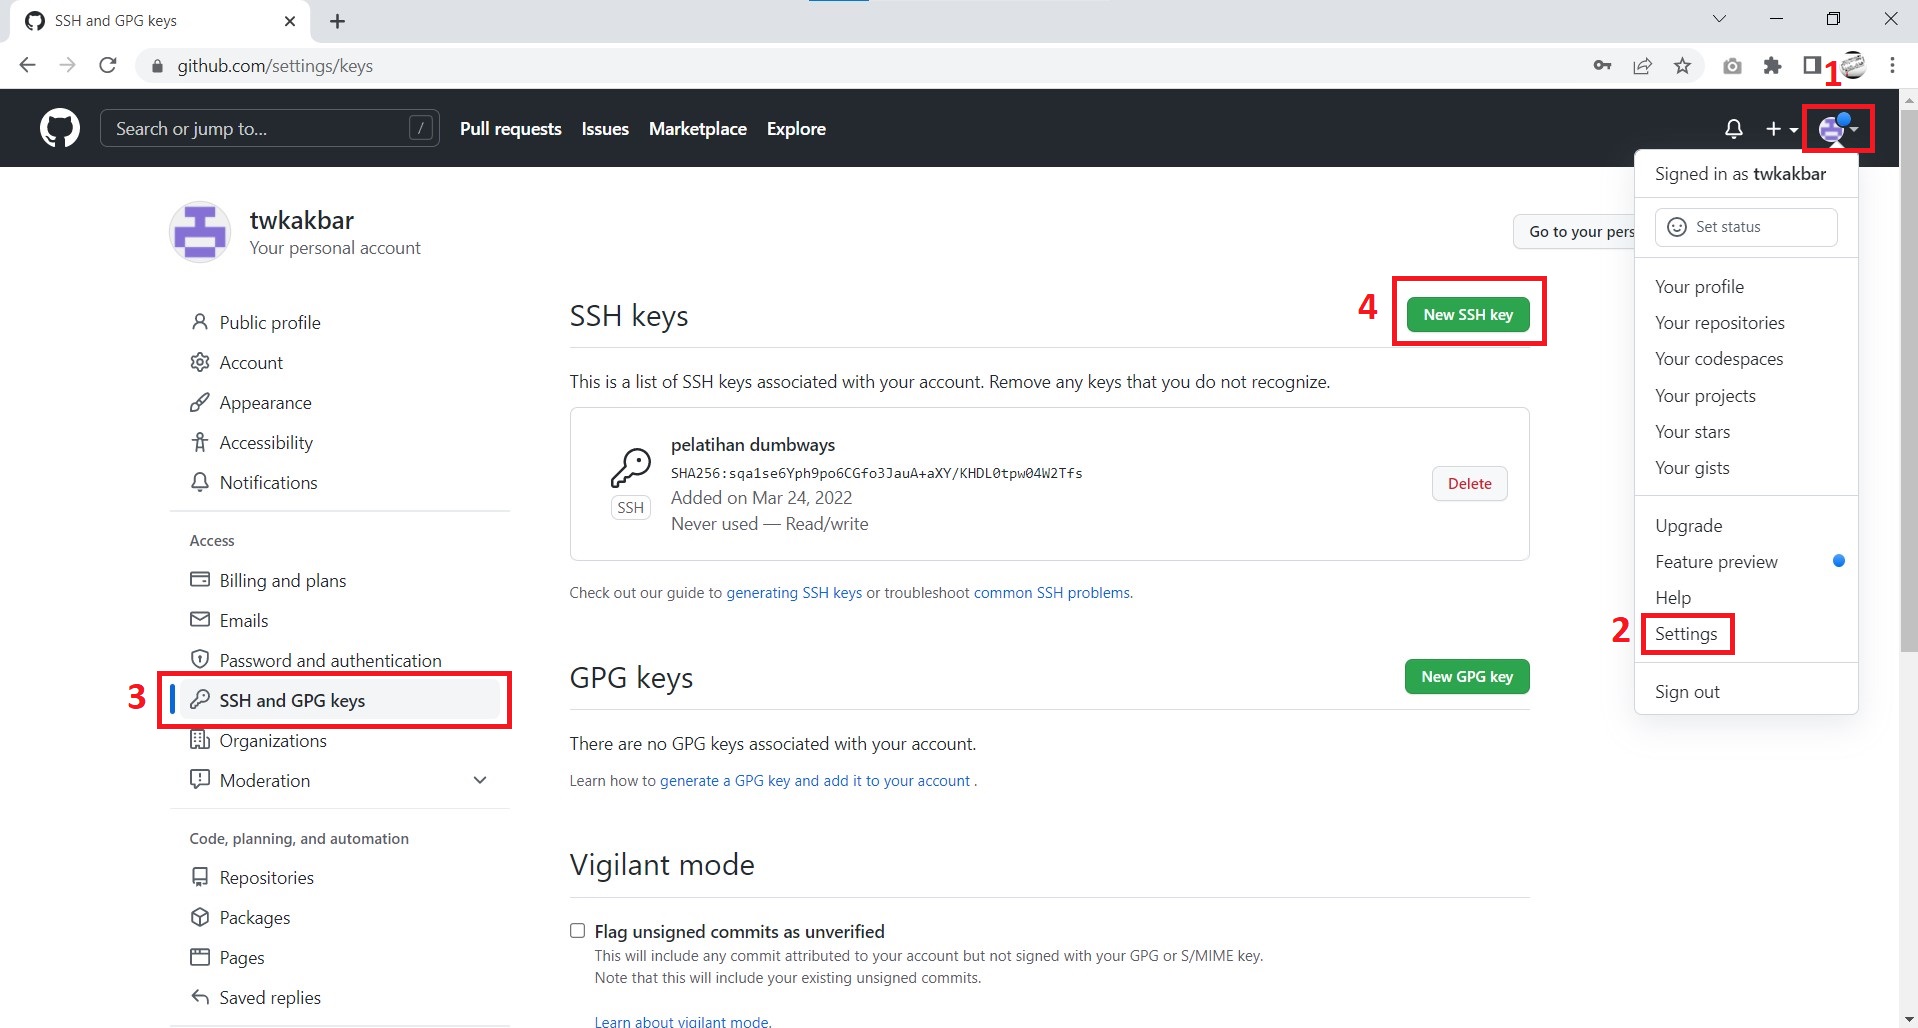 SSH and GPG keys
github.com/settings/keys
1
Search or jump to... /
Pull requests Issues Marketplace Explore
Signed in as twkakbar
Set status
Your profile
Your repositories
Your codespaces
Your projects
Your stars
Your gists
Upgrade
Feature preview
Help
2 Settings
Sign out
twkakbar
Your personal account
Go to your pers
Public profile
Account
Appearance
Accessibility
Notifications
Access
Billing and plans
Emails
Password and authentication
3 SSH and GPG keys
Organizations
Moderation
Code, planning, and automation
Repositories
Packages
Pages
Saved replies
SSH keys
4 New SSH key
This is a list of SSH keys associated with your account. Remove any keys that you do not recognize.
pelatihan dumbways
SHA256:sqa1se6Yph9po6CGfo3JauA+aXY/KHDL0tpw04W2Tfs
SSH
Added on Mar 24, 2022
Never used — Read/write
Delete
Check out our guide to generating SSH keys or troubleshoot common SSH problems.
GPG keys
New GPG key
There are no GPG keys associated with your account.
Learn how to generate a GPG key and add it to your account .
Vigilant mode
Flag unsigned commits as unverified
This will include any commit attributed to your account but not signed with your GPG or S/MIME key.
Note that this will include your existing unsigned commits.
Learn about vigilant mode.